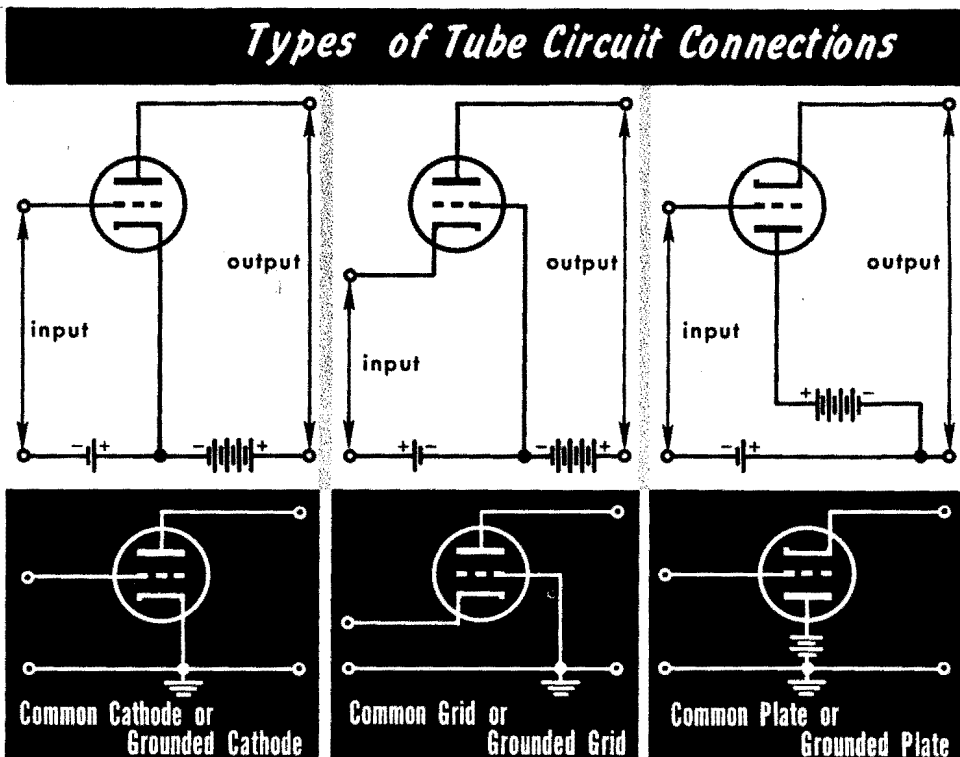 Types of Tube Circuit Connections
output
input
- +
- +
output
input
+ -
- +
output
input
+ -
- +
Common Cathode or
Grounded Cathode
Common Grid or
Grounded Grid
Common Plate or
Grounded Plate